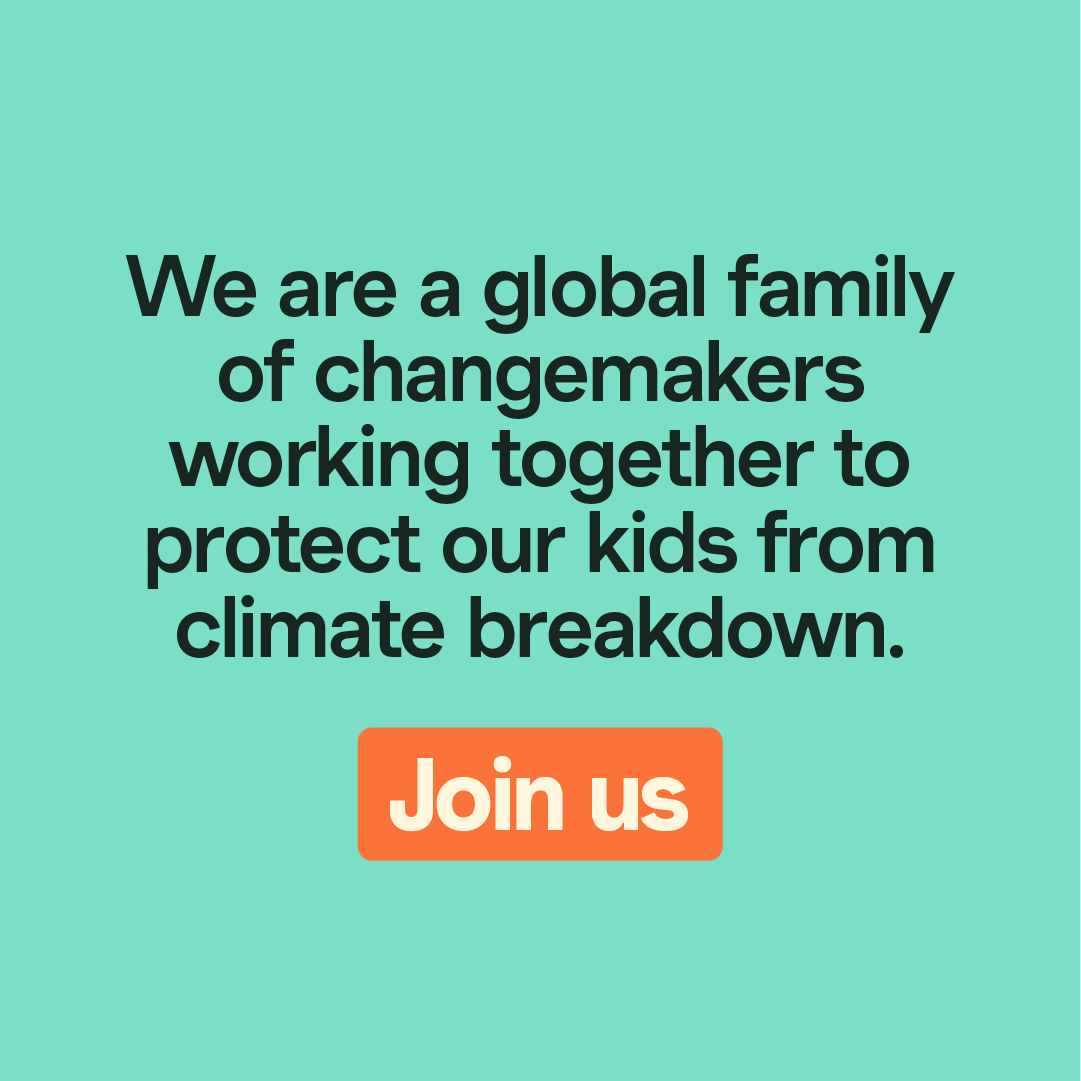 We are a global family
of changemakers
working together to
protect our kids from
climate breakdown.
Join us